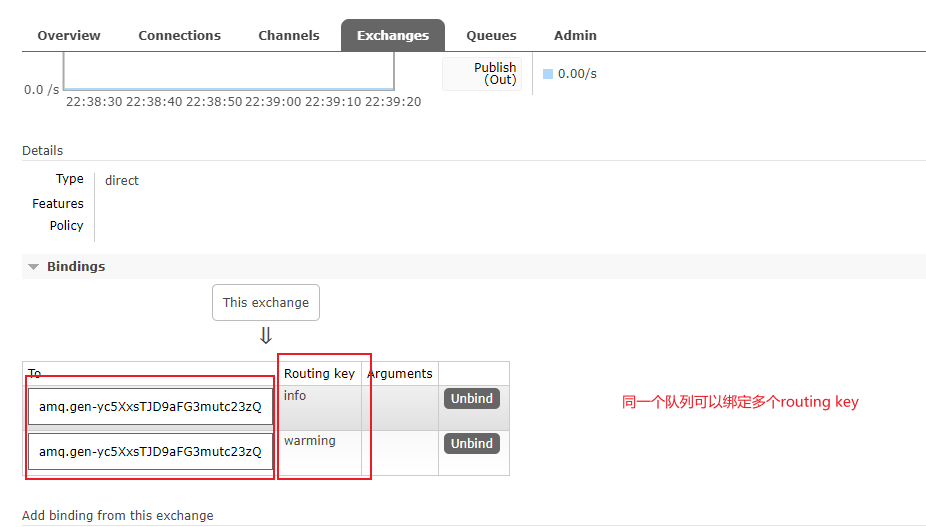 Overview Connections Channels Exchanges Queues Admin
Publish
(Out)
0.00/s
0.0 /s
22:38:30 22:38:40 22:38:50 22:39:00 22:39:10 22:39:20
Details
Type direct
Features
Policy
Bindings
This exchange
⇓
To Routing key Arguments
amq.gen-yc5XxsTJD9aFG3mutc23zQ info Unbind
同一个队列可以绑定多个routing key
amq.gen-yc5XxsTJD9aFG3mutc23zQ warming Unbind
Add binding from this exchange